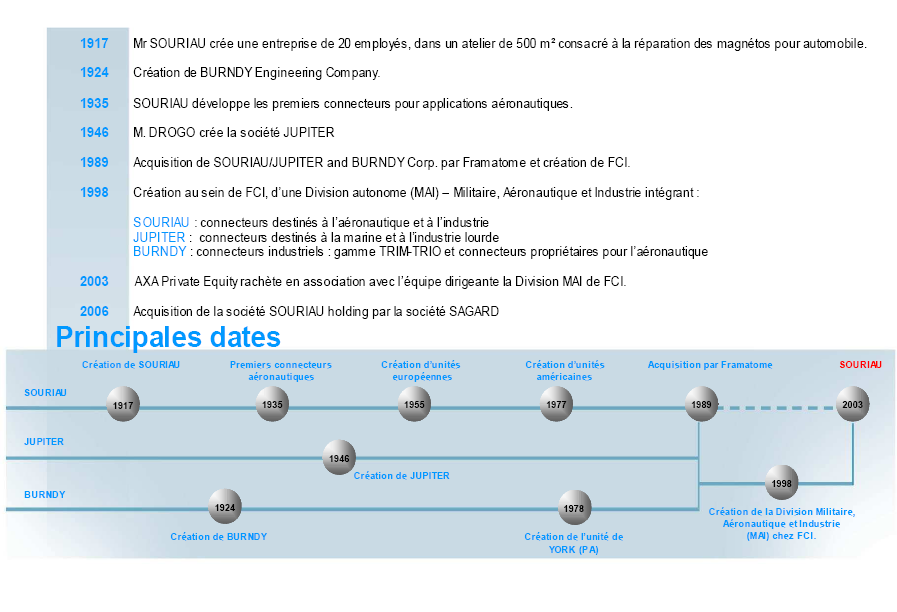 1917 Mr SOURIAU crée une entreprise de 20 employés, dans un atelier de 500 m² consacré à la réparation des magnétos pour automobile.
1924 Création de BURNDY Engineering Company.
1935 SOURIAU développe les premiers connecteurs pour applications aéronautiques.
1946 M. DROGO crée la société JUPITER
1989 Acquisition de SOURIAU/JUPITER and BURNDY Corp. par Framatome et création de FCI.
1998 Création au sein de FCI, d’une Division autonome (MAI) – Militaire, Aéronautique et Industrie intégrant :
SOURIAU : connecteurs destinés à l’aéronautique et à l’industrie
JUPITER : connecteurs destinés à la marine et à l’industrie lourde
BURNDY : connecteurs industriels : gamme TRIM-TRIO et connecteurs propriétaires pour l’aéronautique
2003 AXA Private Equity rachète en association avec l’équipe dirigeante la Division MAI de FCI.
2006 Acquisition de la société SOURIAU holding par la société SAGARD
Principales dates
Création de SOURIAU
Premiers connecteurs
aéronautiques
Création d’unités
européennes
Création d’unités
américaines
Acquisition par Framatome
SOURIAU
SOURIAU
1917
1935
1955
1977
1989
2003
JUPITER
1946
Création de JUPITER
BURNDY
1924
1978
1998
Création de BURNDY
Création de l’unité de
YORK (PA)
Création de la Division Militaire,
Aéronautique et Industrie
(MAI) chez FCI.